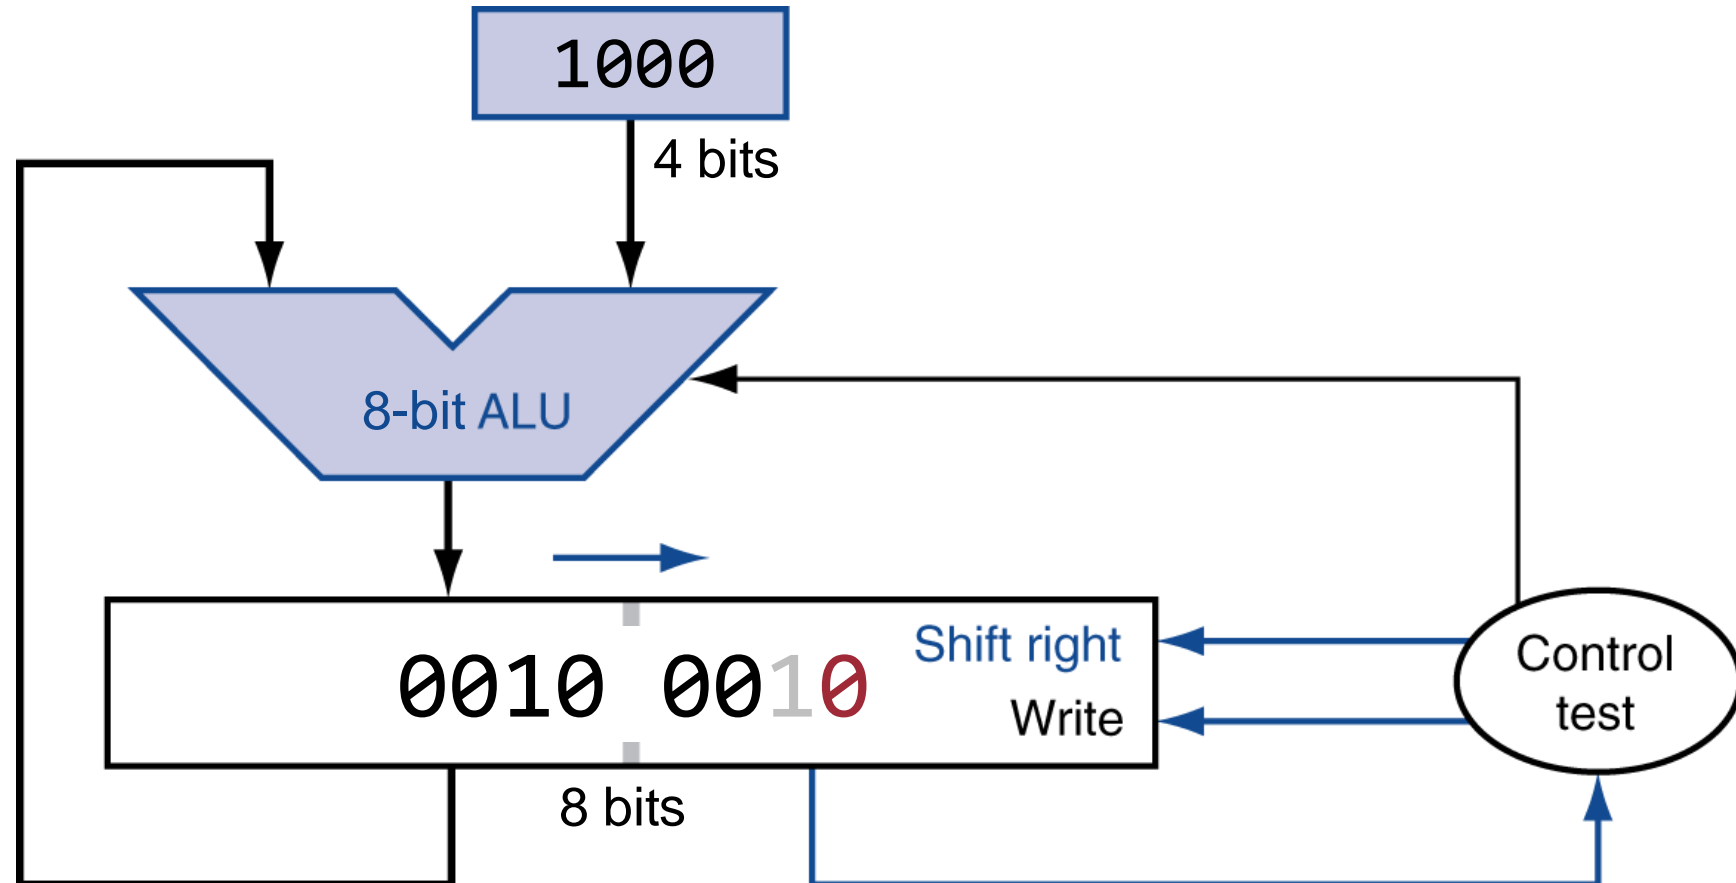 1000
4 bits
8-bit ALU
0010 0010
Shift right
Write
Control
test
8 bits